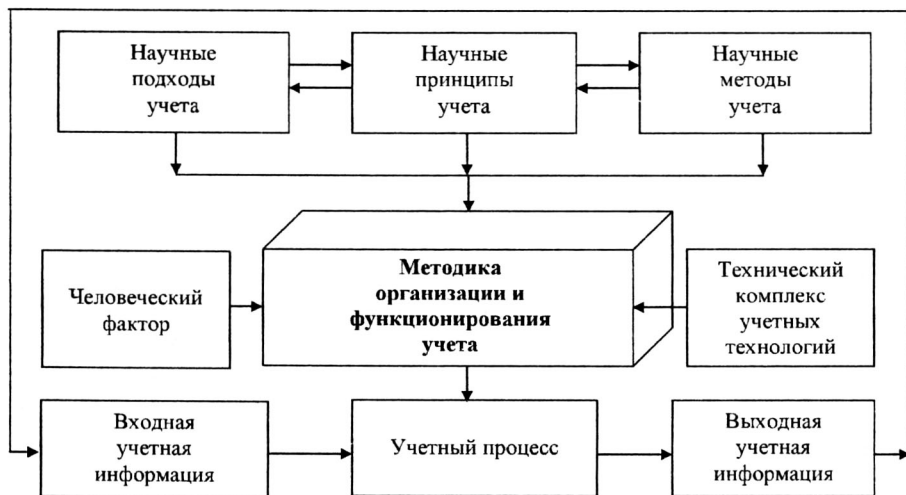 Научные
подходы
учета
Научные
принципы
учета
Научные
методы
учета
Человеческий
фактор
Методика
организации и
функционирования
учета
Технический
комплекс
учетных
технологий
Входная
учетная
информация
Учетный процесс
Выходная
учетная
информация